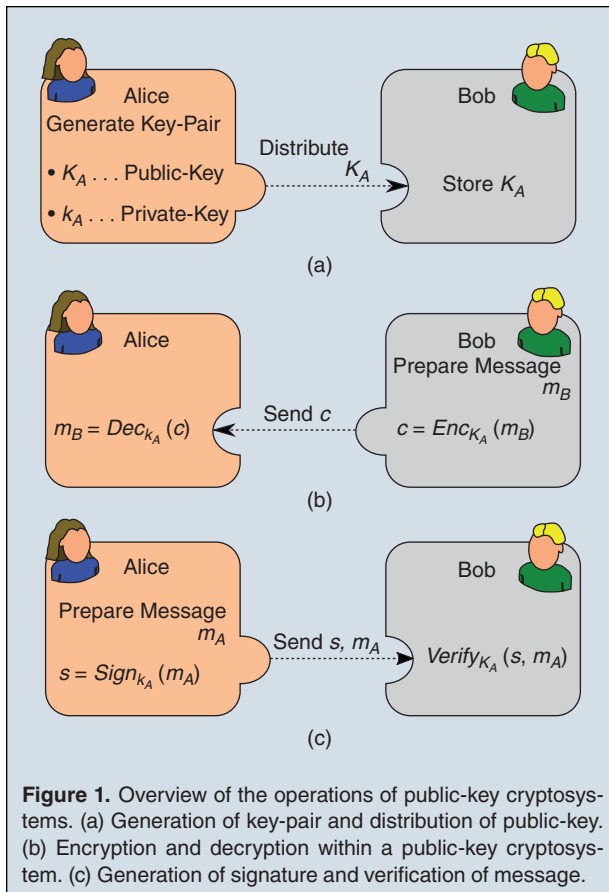 Alice
Generate Key-Pair
• K_A . . . Public-Key
• k_A . . . Private-Key
Distribute
K_A
Bob
Store K_A
(a)
Alice
m_B = Dec_{k_A} (c)
Send c
Bob
Prepare Message
m_B
c = Enc_{K_A} (m_B)
(b)
Alice
Prepare Message
m_A
s = Sign_{k_A} (m_A)
Send s, m_A
Bob
Verify_{K_A} (s, m_A)
(c)
Figure 1. Overview of the operations of public-key cryptosys-
tems. (a) Generation of key-pair and distribution of public-key.
(b) Encryption and decryption within a public-key cryptosys-
tem. (c) Generation of signature and verification of message.